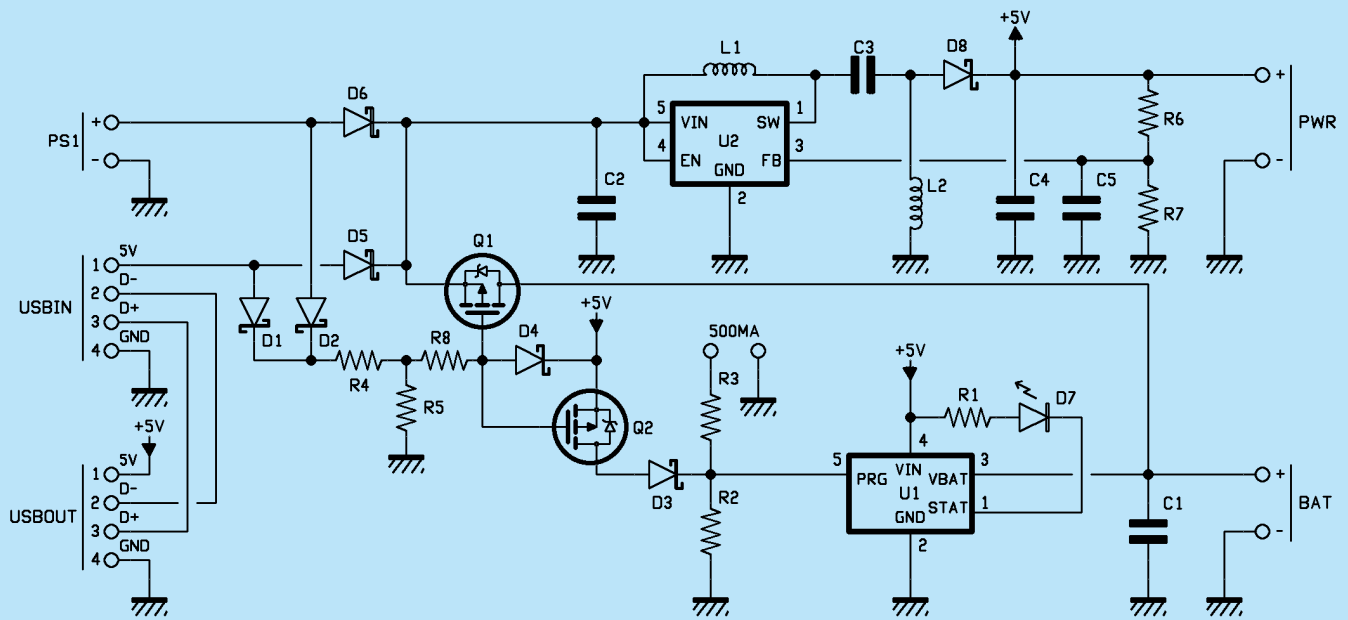 +5V
L1
C3
D8
D6
5
VIN
SW
1
+
R6
PWR
PS1
+
-
U2
4
EN
FB
3
GND
2
C2
L2
C4
C5
R7
-
5V
D5
Q1
USBIN
1
D-
2
D+
3
GND
4
D1
D2
R4
R8
R5
D4
+5V
Q2
500MA
R3
+5V
R1
D7
+5V
5V
USBOUT
1
D-
2
D+
3
GND
4
D3
R2
4
5
VIN
3
PRG
VBAT
U1
STAT
1
GND
2
C1
+
BAT
-